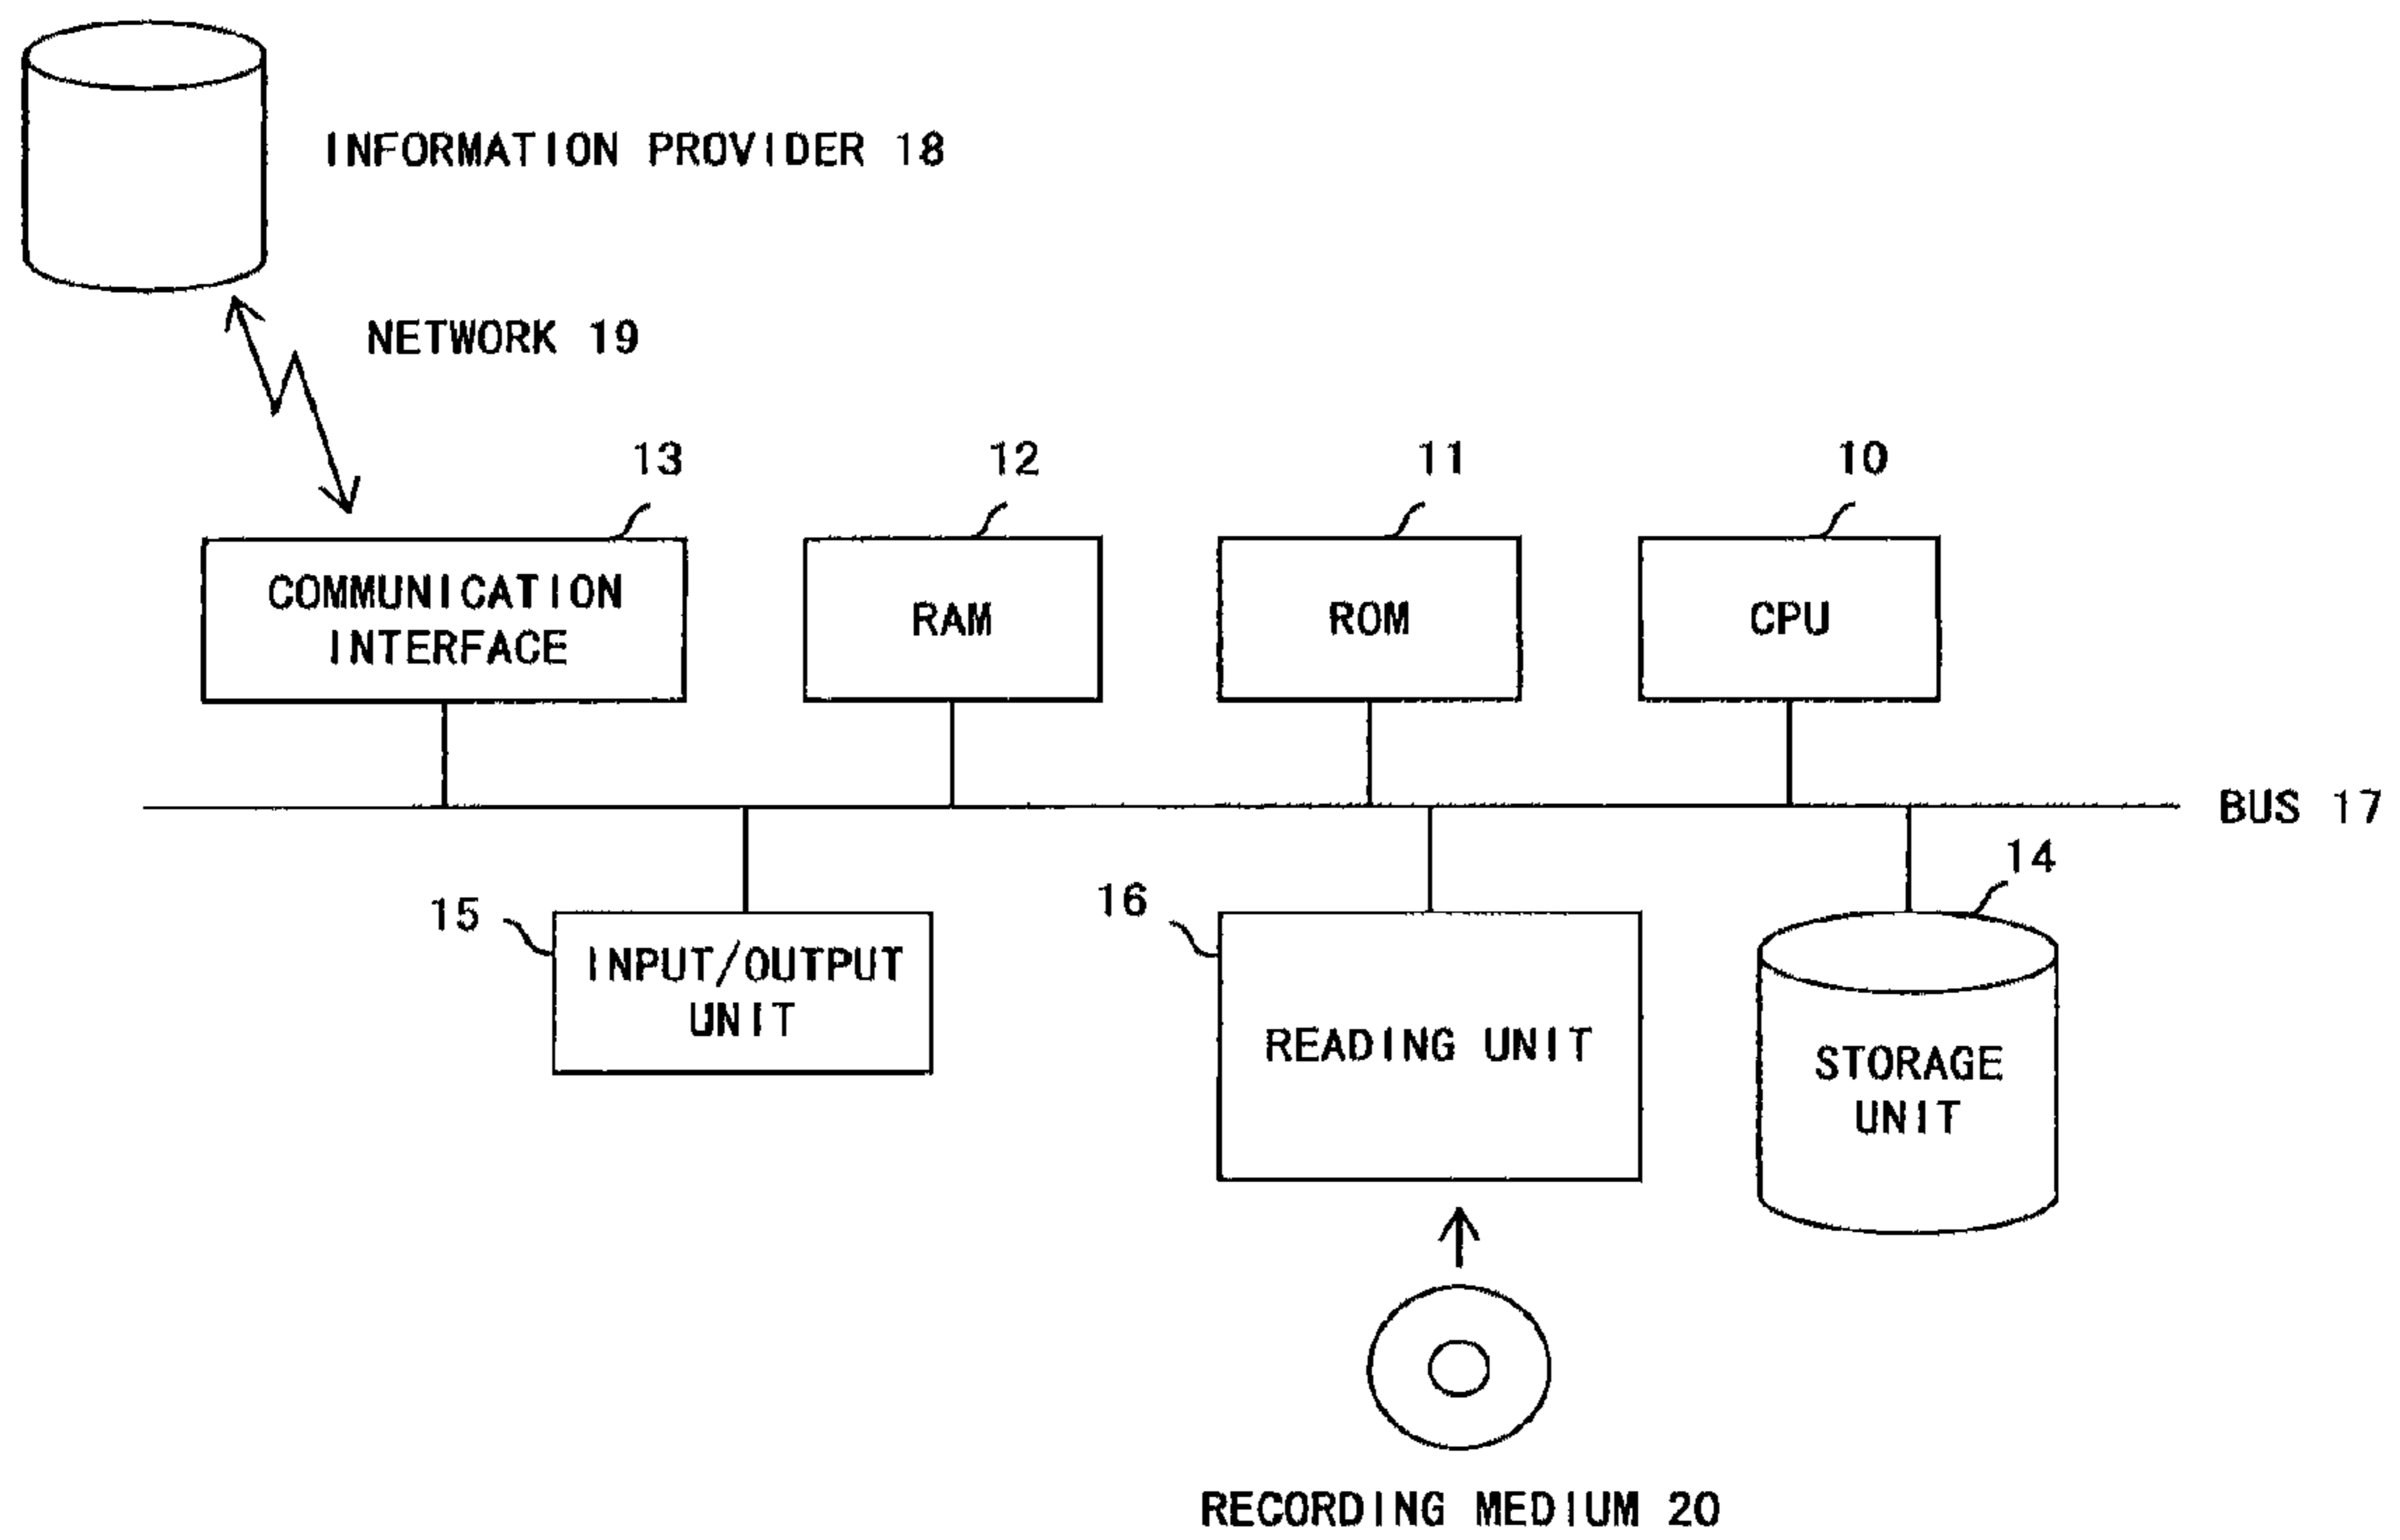 INFORMATION PROVIDER 18
NETWORK 19
13
12
11
10
COMMUNICATION
INTERFACE
RAM
ROM
CPU
BUS 17
14
15
16
INPUT/OUTPUT
UNIT
READING UNIT
STORAGE
UNIT
RECORDING MEDIUM 20